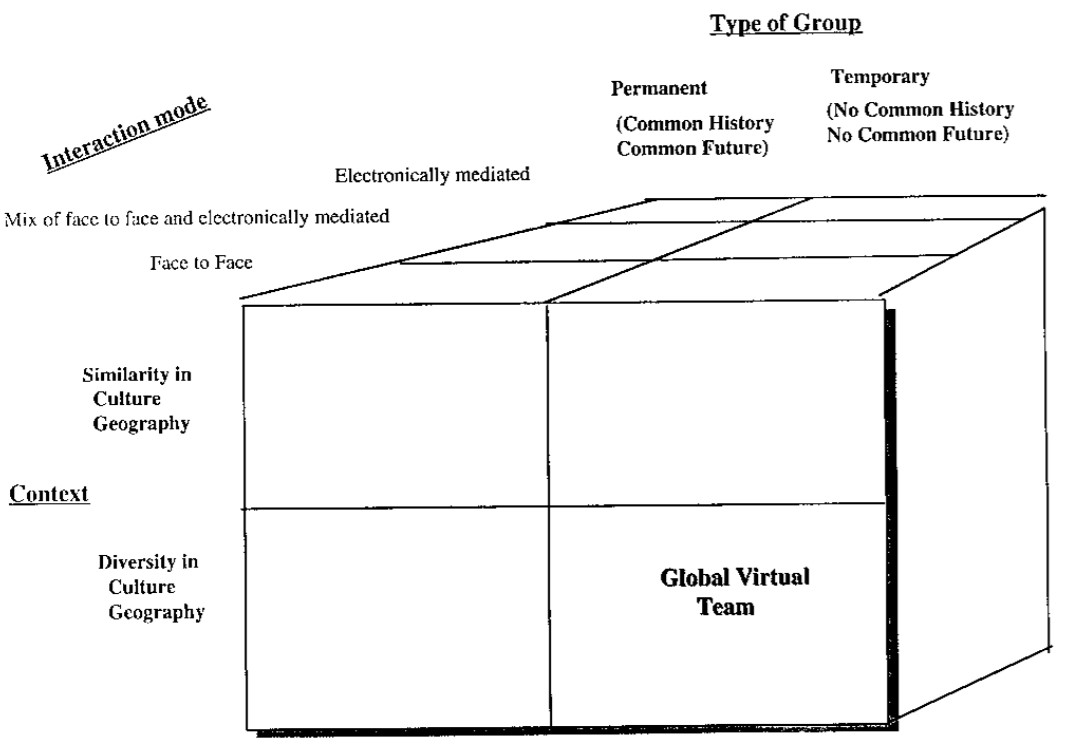 Type of Group
Permanent
(Common History
Common Future)
Temporary
(No Common History
No Common Future)
Interaction mode
Electronically mediated
Mix of face to face and electronically mediated
Face to Face
Similarity in
Culture
Geography
Context
Diversity in
Culture
Geography
Global Virtual
Team